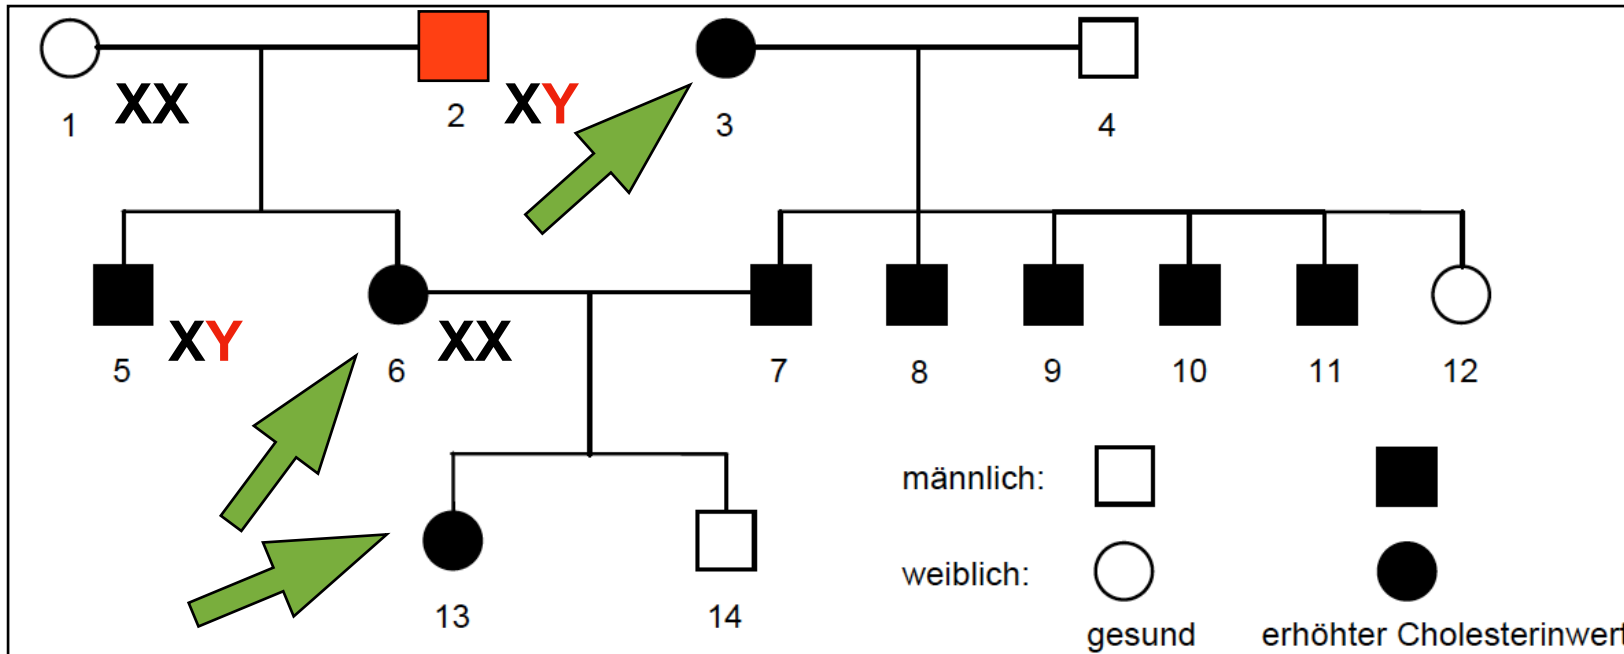 1 XX 2 XY 3 4
5 XY 6 XX 7 8 9 10 11 12
männlich:
weiblich:
13 14
gesund erhöhter Cholesterinwert